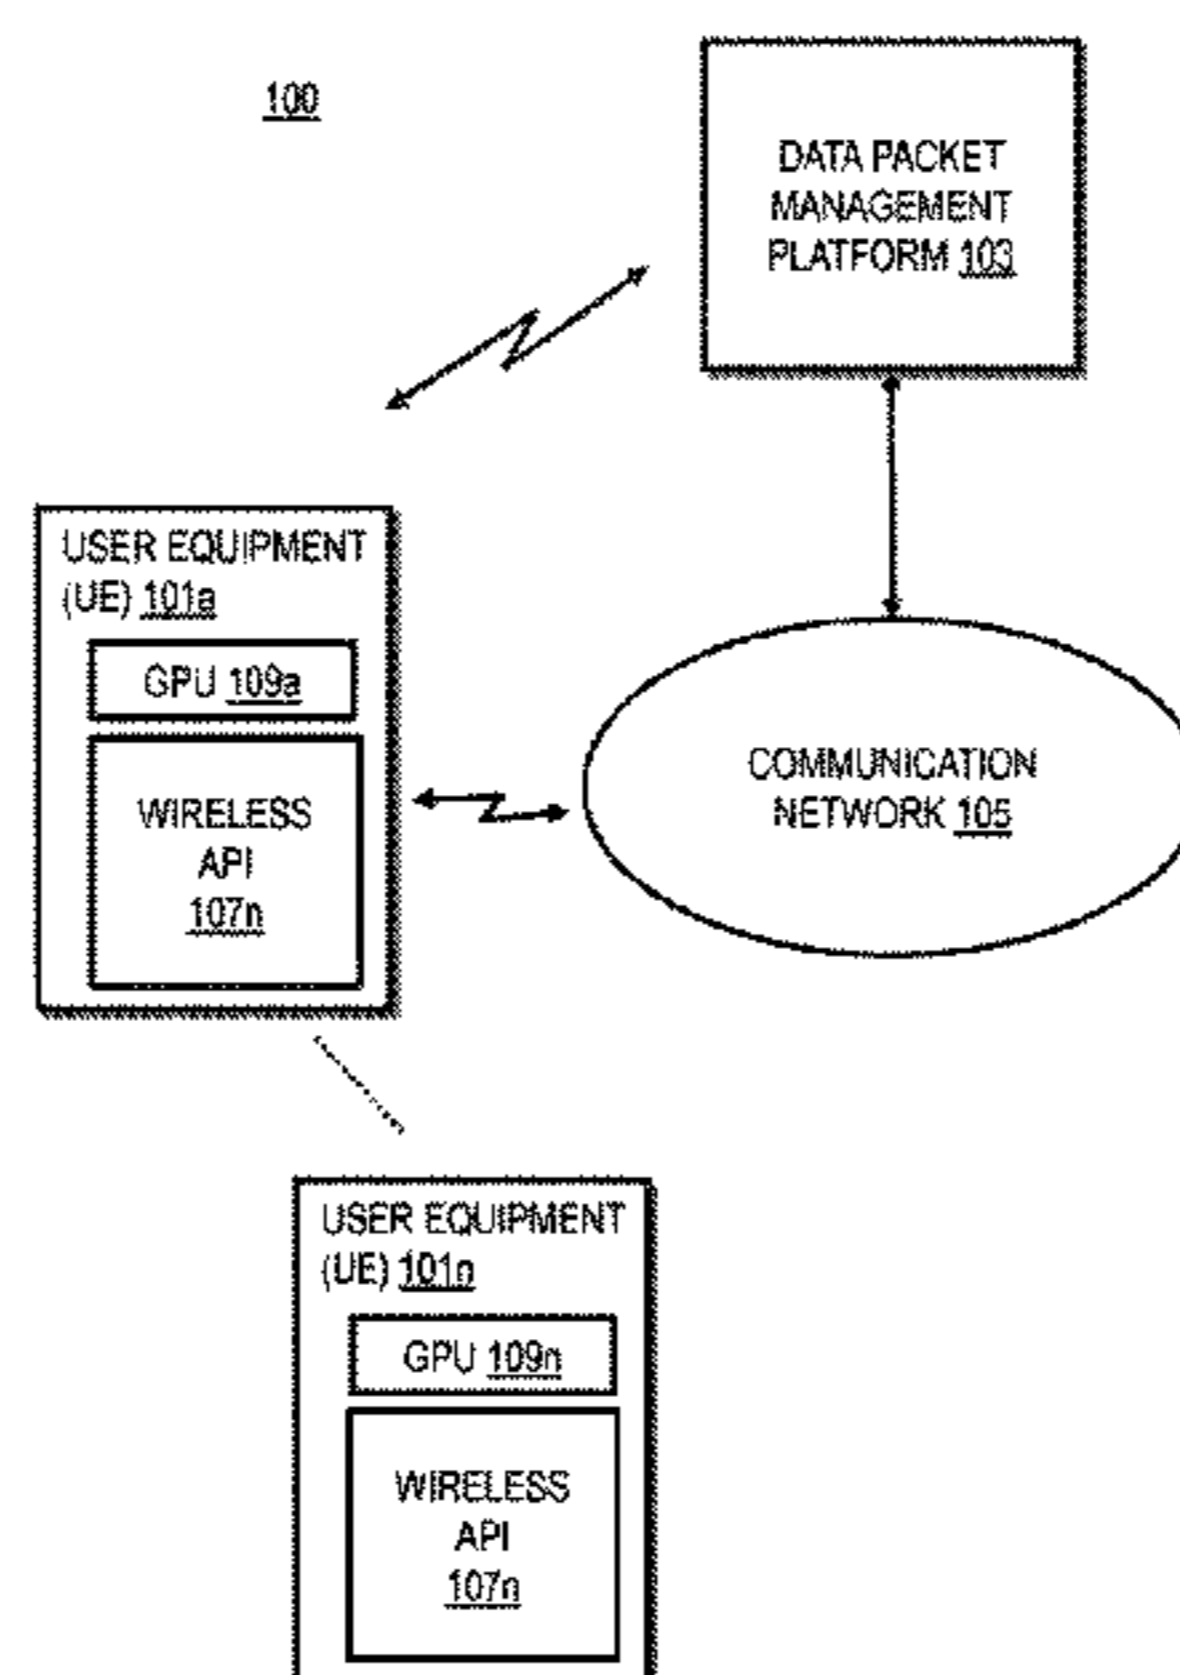 100
DATA PACKET
MANAGEMENT
PLATFORM 103
USER EQUIPMENT
(UE) 101a
GPU 109a
WIRELESS
API
107n
COMMUNICATION
NETWORK 105
USER EQUIPMENT
(UE) 101n
GPU 109n
WIRELESS
API
107n